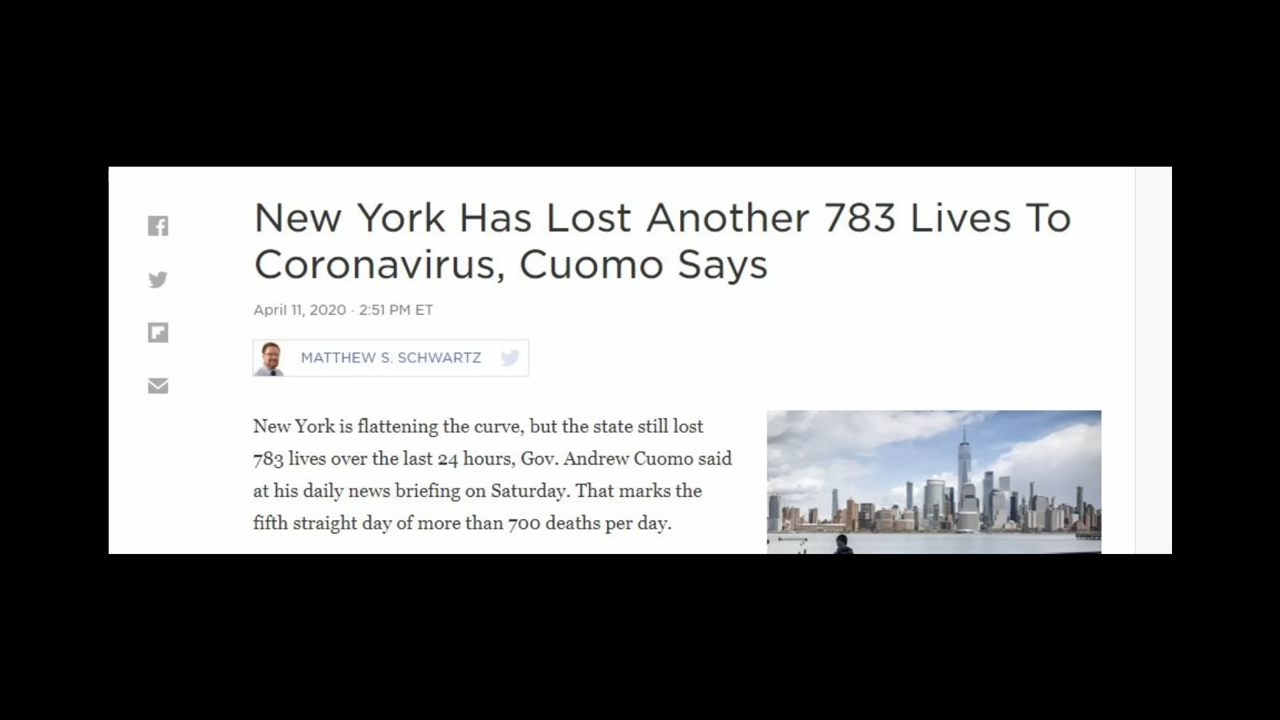 New York Has Lost Another 783 Lives To
Coronavirus, Cuomo Says
April 11, 2020 · 2:51 PM ET
MATTHEW S. SCHWARTZ
New York is flattening the curve, but the state still lost
783 lives over the last 24 hours, Gov. Andrew Cuomo said
at his daily news briefing on Saturday. That marks the
fifth straight day of more than 700 deaths per day.